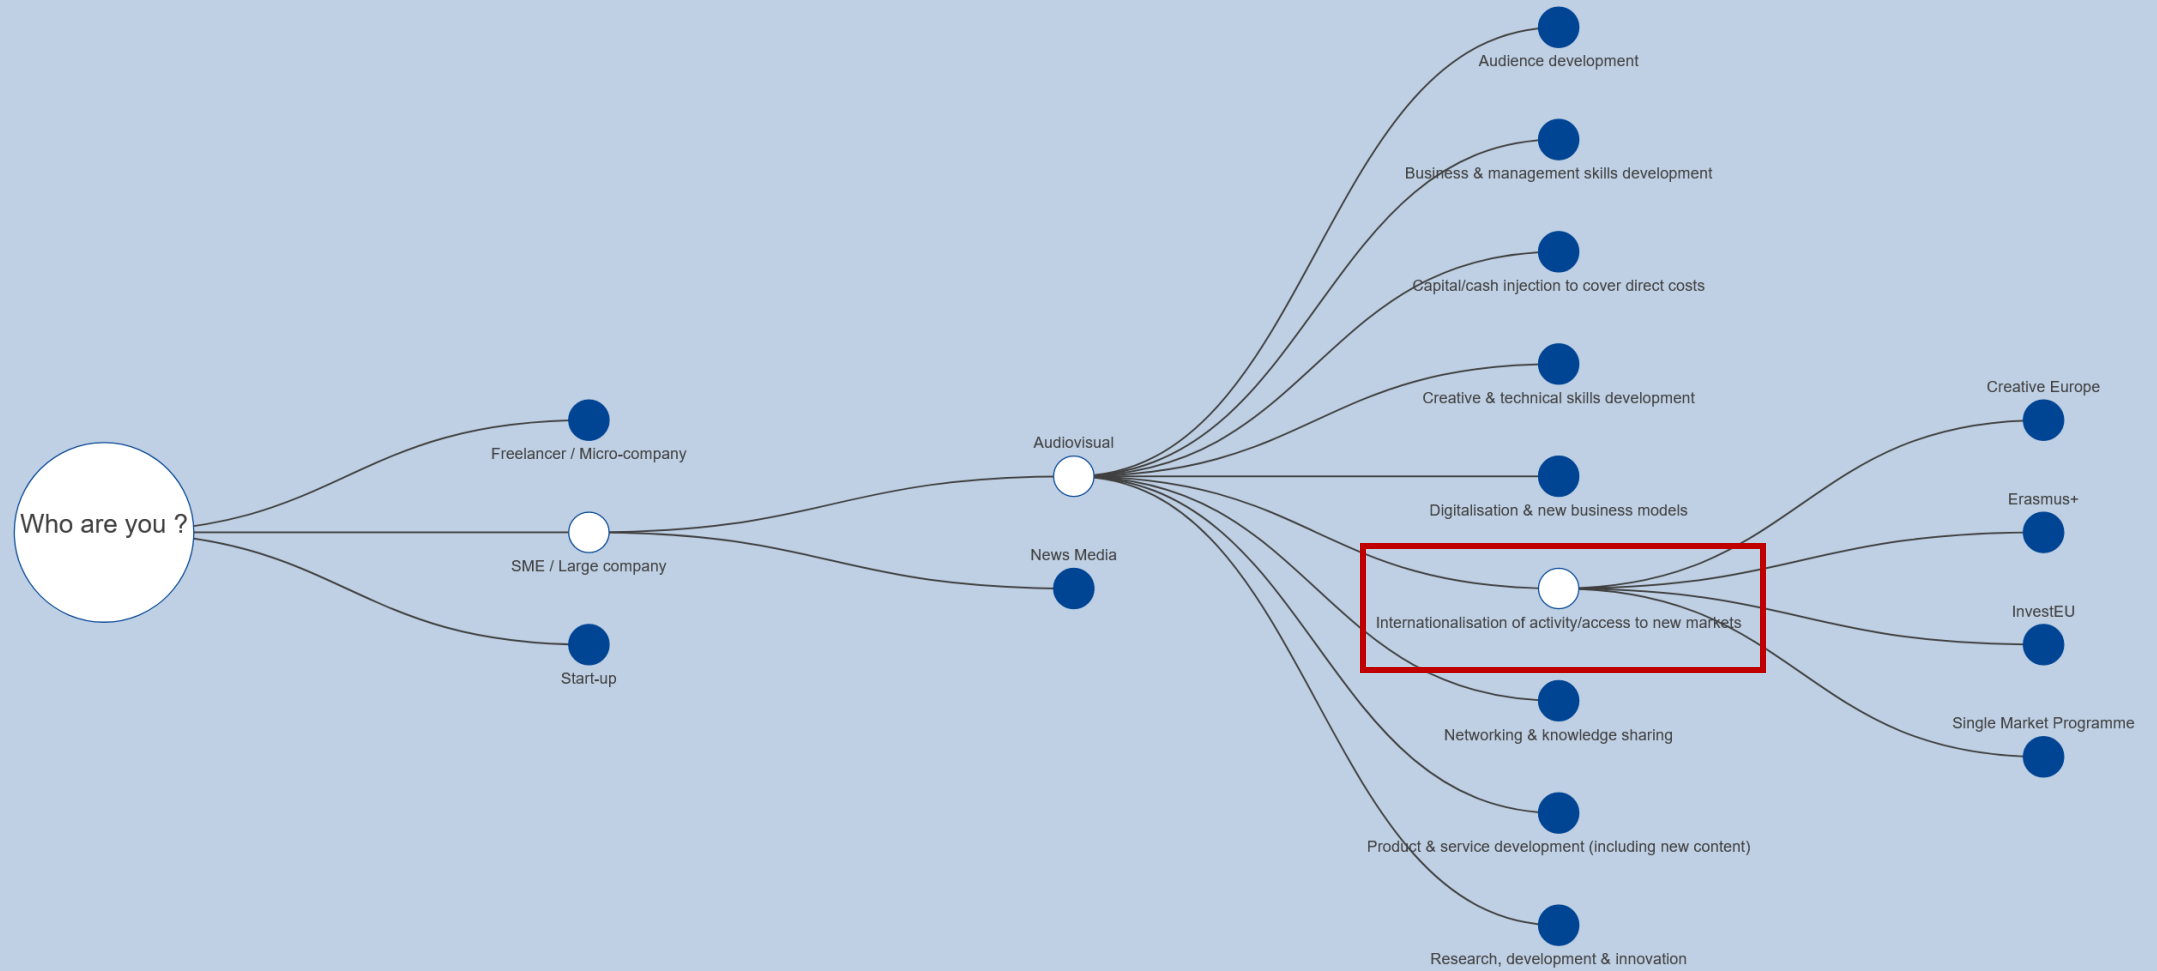 Who are you ?
Freelancer / Micro-company
SME / Large company
Start-up
Audiovisual
News Media
Audience development
Business & management skills development
Capital/cash injection to cover direct costs
Creative & technical skills development
Digitalisation & new business models
Internationalisation of activity/access to new markets
Networking & knowledge sharing
Product & service development (including new content)
Research, development & innovation
Creative Europe
Erasmus+
InvestEU
Single Market Programme